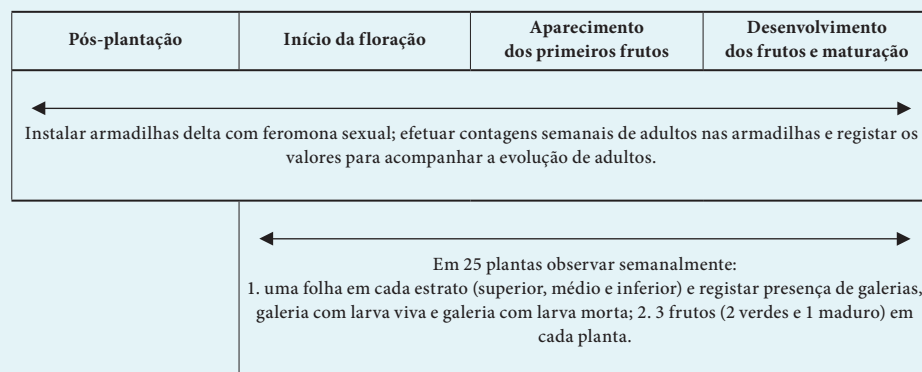 Pós-plantação
Início da floração
Aparecimento
dos primeiros frutos
Desenvolvimento
dos frutos e maturação
Instalar armadilhas delta com feromona sexual; efetuar contagens semanais de adultos nas armadilhas e registar os
valores para acompanhar a evolução de adultos.
Em 25 plantas observar semanalmente:
1. uma folha em cada estrato (superior, médio e inferior) e registar presença de galerias,
galeria com larva viva e galeria com larva morta; 2. 3 frutos (2 verdes e 1 maduro) em
cada planta.